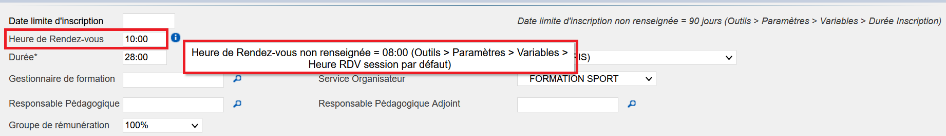 Date limite d'inscription
Date limite d'inscription non renseignée = 90 jours (Outils > Paramètres > Variables > Durée Inscription)
Heure de Rendez-vous 10:00
Heure de Rendez-vous non renseignée = 08:00 (Outils > Paramètres > Variables >
Heure RDV session par défaut)
Durée* 28:00
IS)
Gestionnaire de formation
Service Organisateur FORMATION SPORT
Responsable Pédagogique
Responsable Pédagogique Adjoint
Groupe de rémunération 100%